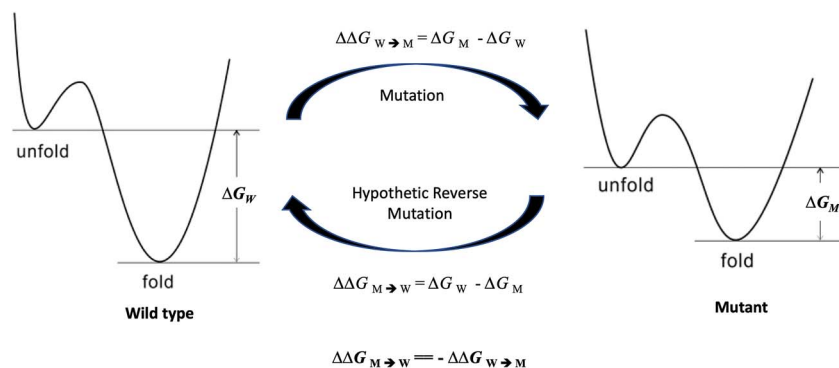 ΔΔG W➔M = ΔG M - ΔG W
Mutation
unfold
ΔG W
fold
Wild type
Hypothetic Reverse
Mutation
ΔΔG M➔W = ΔG W - ΔG M
ΔΔG M➔W = - ΔΔG W➔M
unfold
ΔG M
fold
Mutant